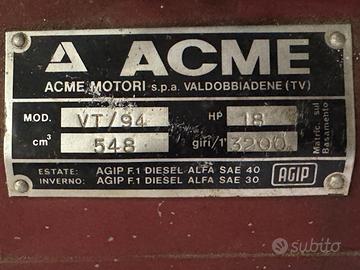 ACME
ACME MOTORI s.p.a. VALDOBBIADENE (TV)
MOD. VT/94 HP 18
cm³ 548 giri/1' 3200
Matric. sul
Basamento
ESTATE: AGIP F.1 DIESEL ALFA SAE 40
INVERNO: AGIP F.1 DIESEL ALFA SAE 30
AGIP
subito